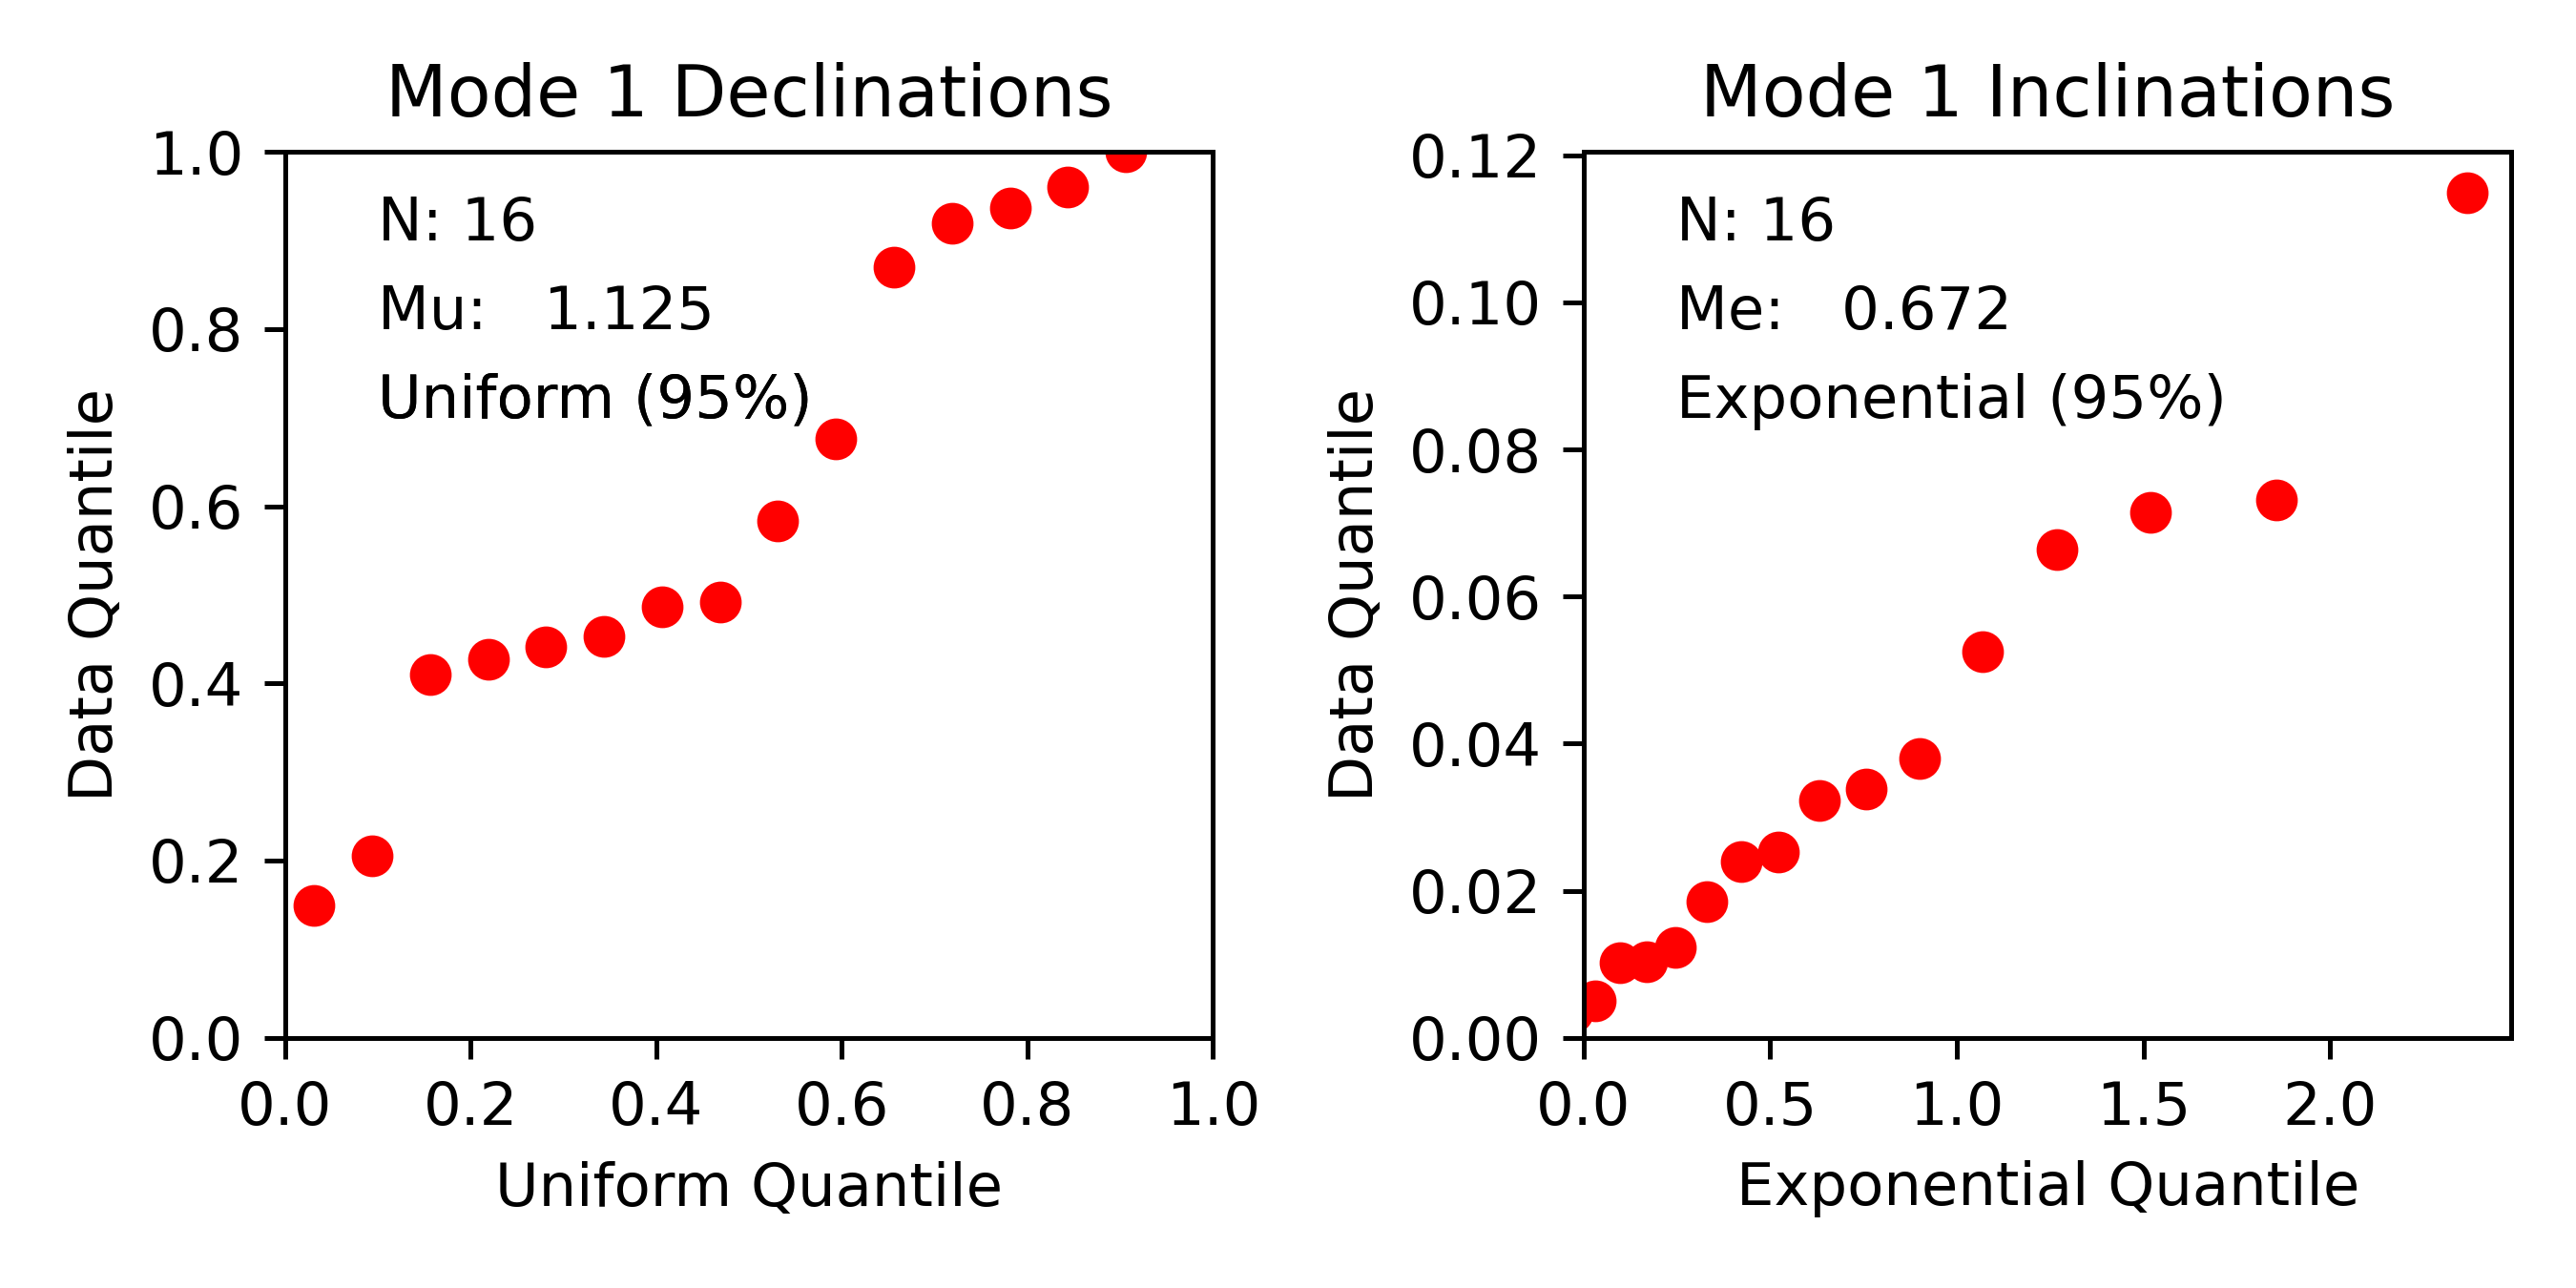 Mode 1 Declinations
1.0
0.8
0.6
0.4
0.2
0.0
Data Quantile
N: 16
Mu: 1.125
Uniform (95%)
0.0 0.2 0.4 0.6 0.8 1.0
Uniform Quantile
Mode 1 Inclinations
0.12
0.10
0.08
0.06
0.04
0.02
0.00
Data Quantile
N: 16
Me: 0.672
Exponential (95%)
0.0 0.5 1.0 1.5 2.0
Exponential Quantile